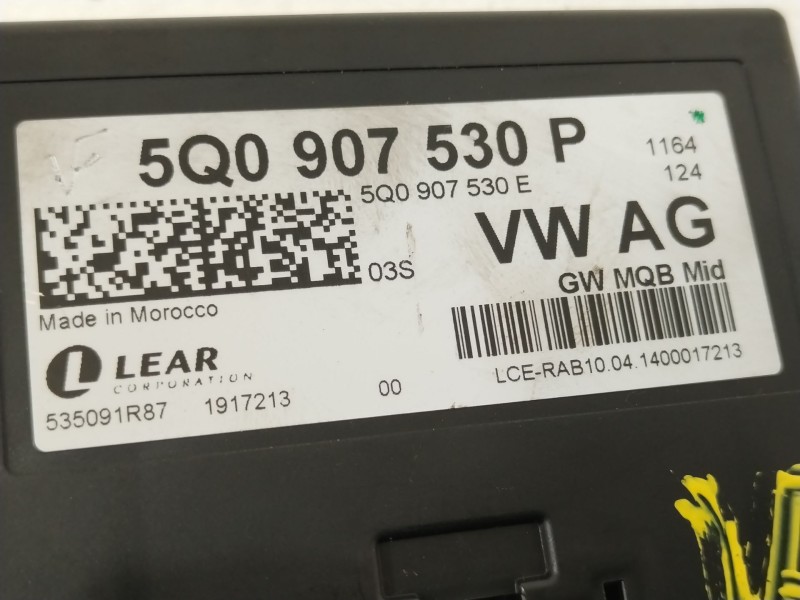 5Q0 907 530 P
1164
5Q0 907 530 E
124
VW AG
03S
GW MQB Mid
Made in Morocco
LEAR
CORPORATION
LCE-RAB10.04.1400017213
535091R87 1917213 00